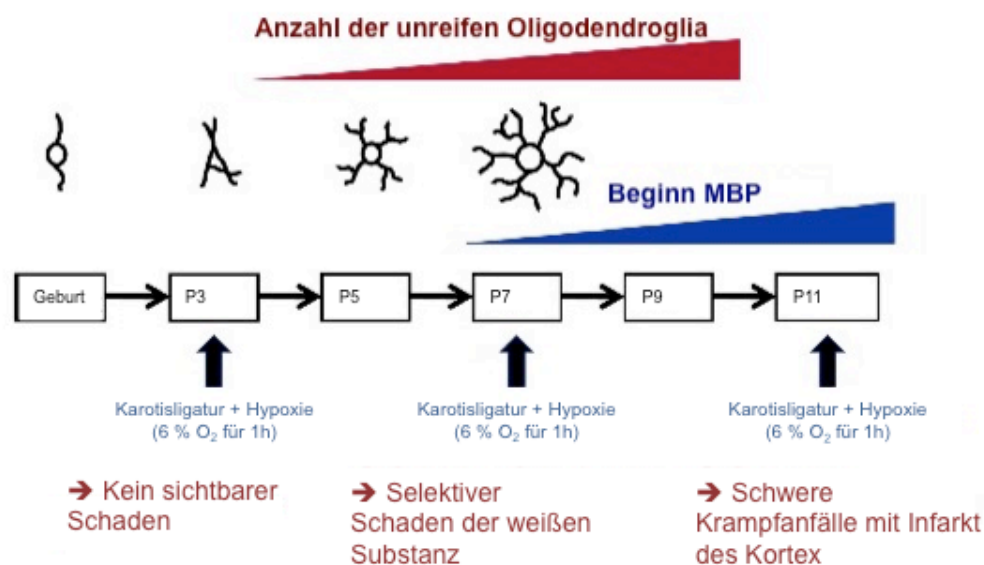 Anzahl der unreifen Oligodendroglia
Beginn MBP
Geburt
P3
P5
P7
P9
P11
Karotisligatur + Hypoxie
(6 % O₂ für 1h)
Karotisligatur + Hypoxie
(6 % O₂ für 1h)
Karotisligatur + Hypoxie
(6 % O₂ für 1h)
➔ Kein sichtbarer
Schaden
➔ Selektiver
Schaden der weißen
Substanz
➔ Schwere
Krampfanfälle mit Infarkt
des Kortex